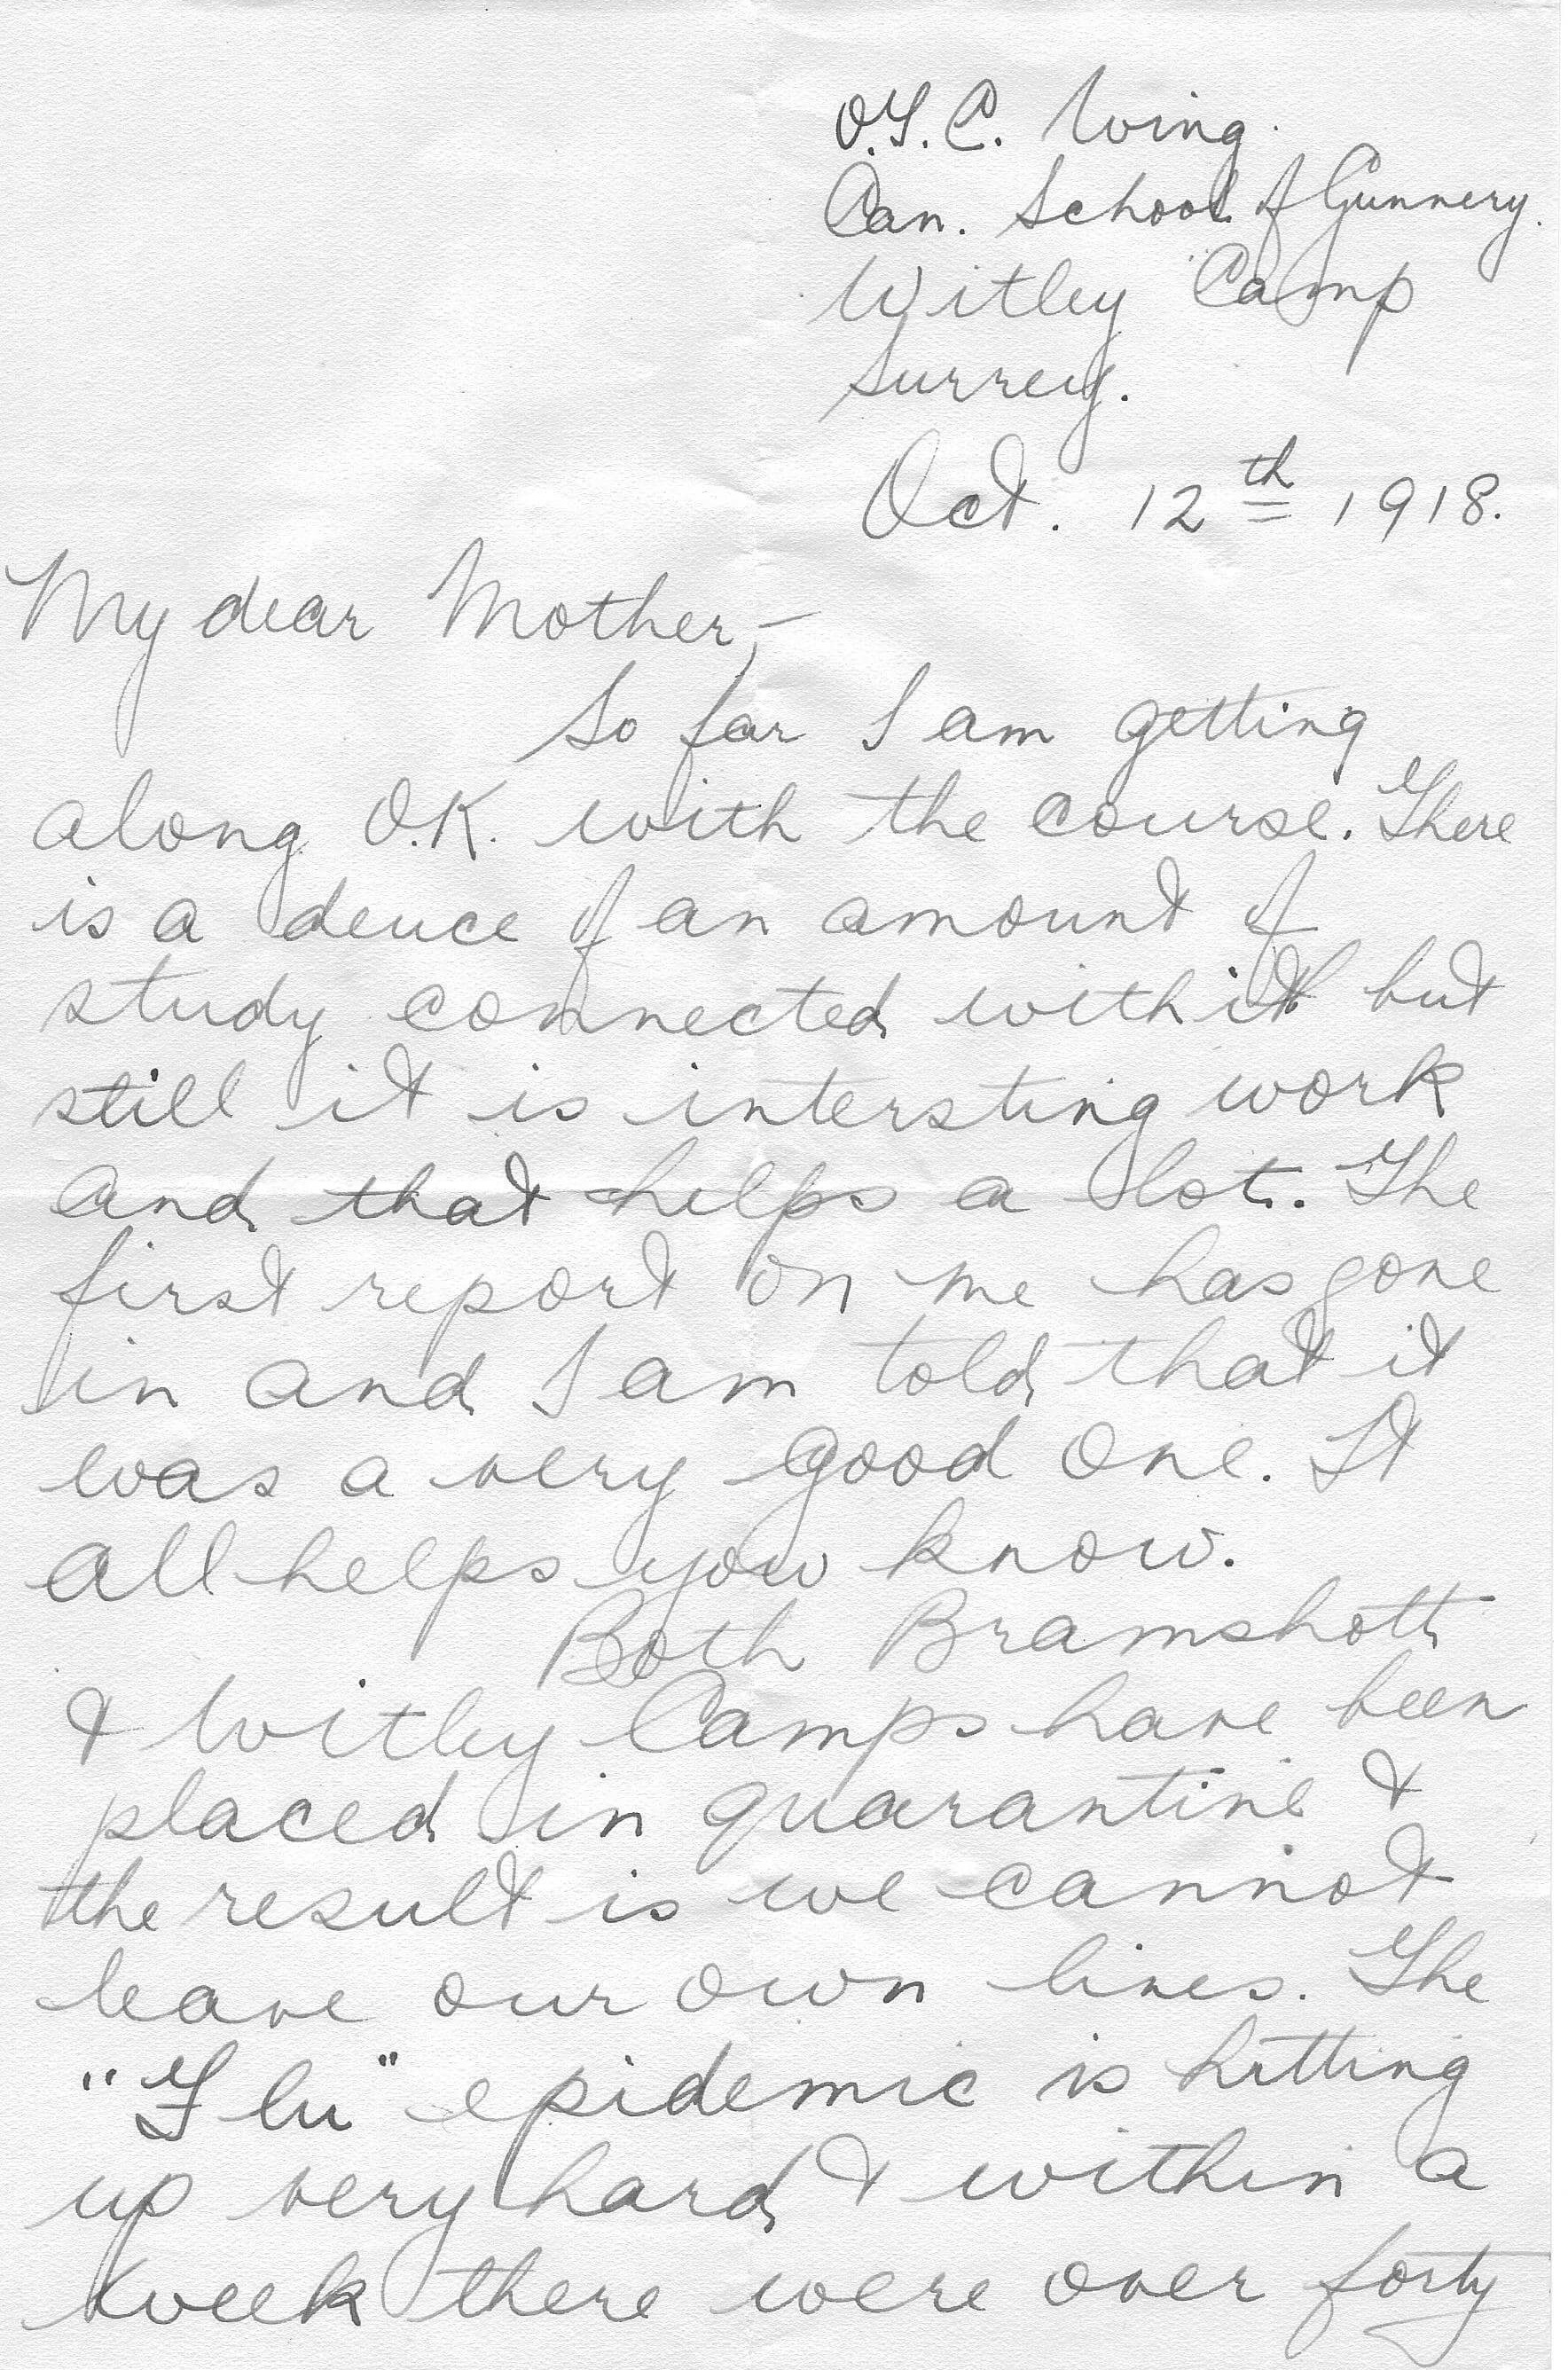 O.T.C. Wing.
Can. School of Gunnery.
Witley Camp
Surrey.
Oct. 12th 1918.
My dear Mother,-
So far I am getting
along O.K. with the course. There
is a deuce of an amount of
study connected with it but
still it is intersting work
and that helps a lot. The
first report on me has gone
in and I am told that it
was a very good one. It
all helps you know.
Both Bramshott
& Witley Camps have been
placed in quarantine &
the result is we cannot
leave our own lines. The
"Flu" epidemic is hitting
up very hard & within a
week there were over forty